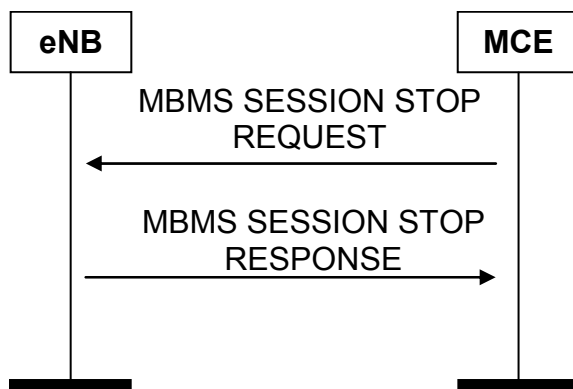 eNB
MCE
MBMS SESSION STOP
REQUEST
MBMS SESSION STOP
RESPONSE